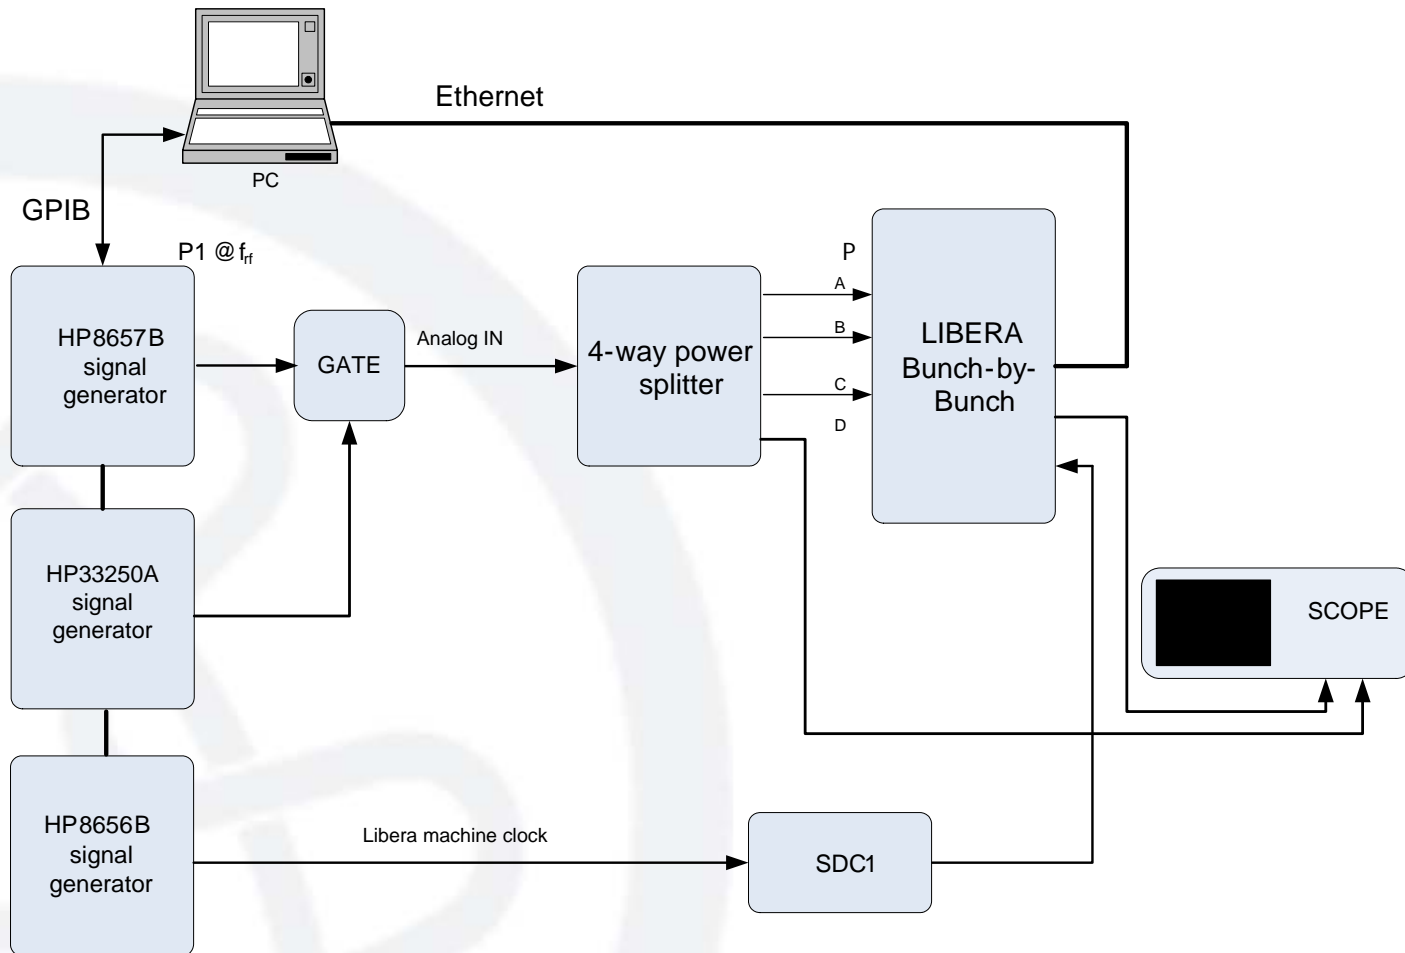 Ethernet
PC
GPIB
P1 @ frf
P
HP8657B
signal
generator
GATE
Analog IN
4-way power
splitter
A
B
C
D
LIBERA
Bunch-by-
Bunch
HP33250A
signal
generator
SCOPE
HP8656B
signal
generator
Libera machine clock
SDC1